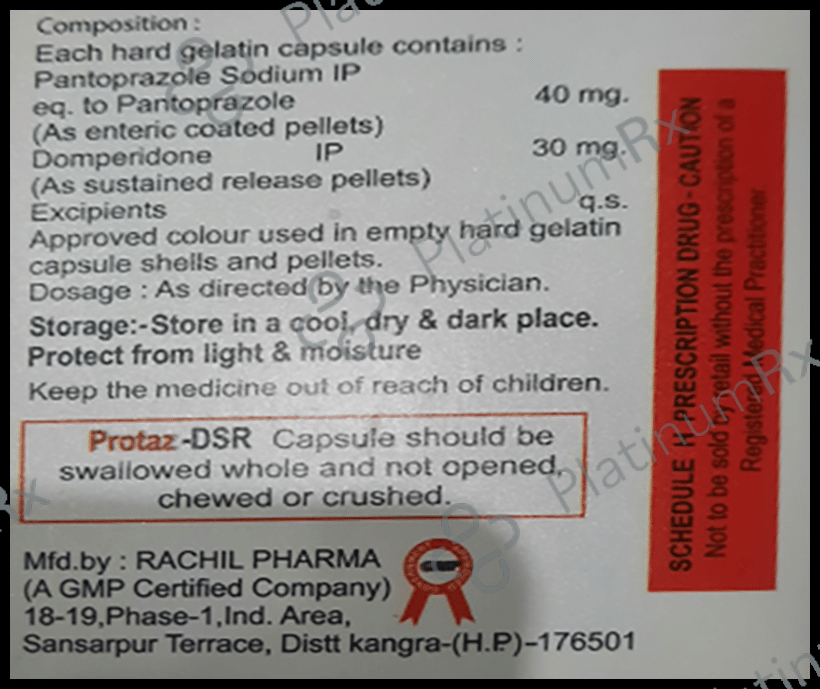 Composition :
Each hard gelatin capsule contains :
Pantoprazole Sodium IP
eq. to Pantoprazole 40 mg.
(As enteric coated pellets)
Domperidone IP 30 mg.
(As sustained release pellets)
Excipients q.s.
Approved colour used in empty hard gelatin
capsule shells and pellets.
Dosage : As directed by the Physician.
Storage:-Store in a cool, dry & dark place.
Protect from light & moisture
Keep the medicine out of reach of children.
Protaz-DSR Capsule should be
swallowed whole and not opened,
chewed or crushed.
Mfd.by : RACHIL PHARMA
(A GMP Certified Company)
18-19,Phase-1,Ind. Area,
Sansarpur Terrace, Distt kangra-(H.P.)-176501
SCHEDULE H PRESCRIPTION DRUG - CAUTION
Not to be sold by retail without the prescription of a
Registered Medical Practitioner
PlatinumRx
PlatinumRx
PlatinumRx